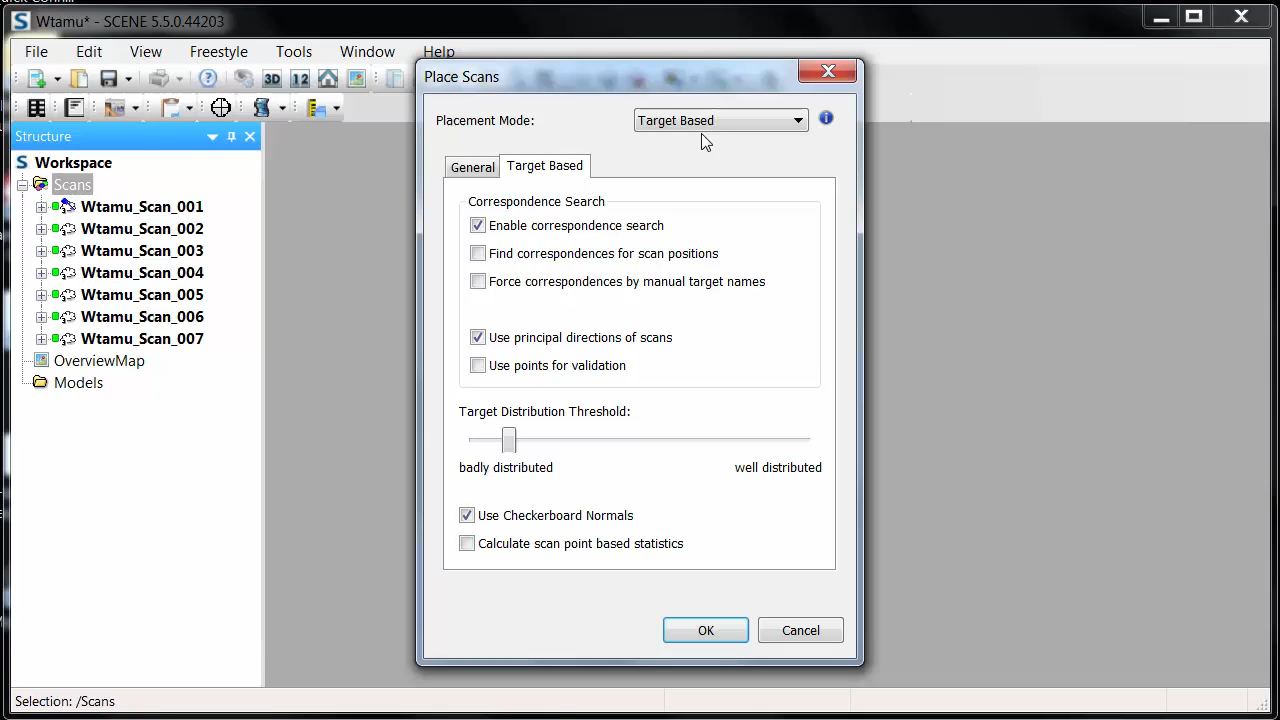 Wtamu* - SCENE 5.5.0.44203
File Edit View Freestyle Tools Window Help
3D 12
Structure
Workspace
Scans
Wtamu_Scan_001
Wtamu_Scan_002
Wtamu_Scan_003
Wtamu_Scan_004
Wtamu_Scan_005
Wtamu_Scan_006
Wtamu_Scan_007
OverviewMap
Models
Place Scans
Placement Mode: Target Based
General Target Based
Correspondence Search
Enable correspondence search
Find correspondences for scan positions
Force correspondences by manual target names
Use principal directions of scans
Use points for validation
Target Distribution Threshold:
badly distributed well distributed
Use Checkerboard Normals
Calculate scan point based statistics
OK Cancel
Selection: /Scans